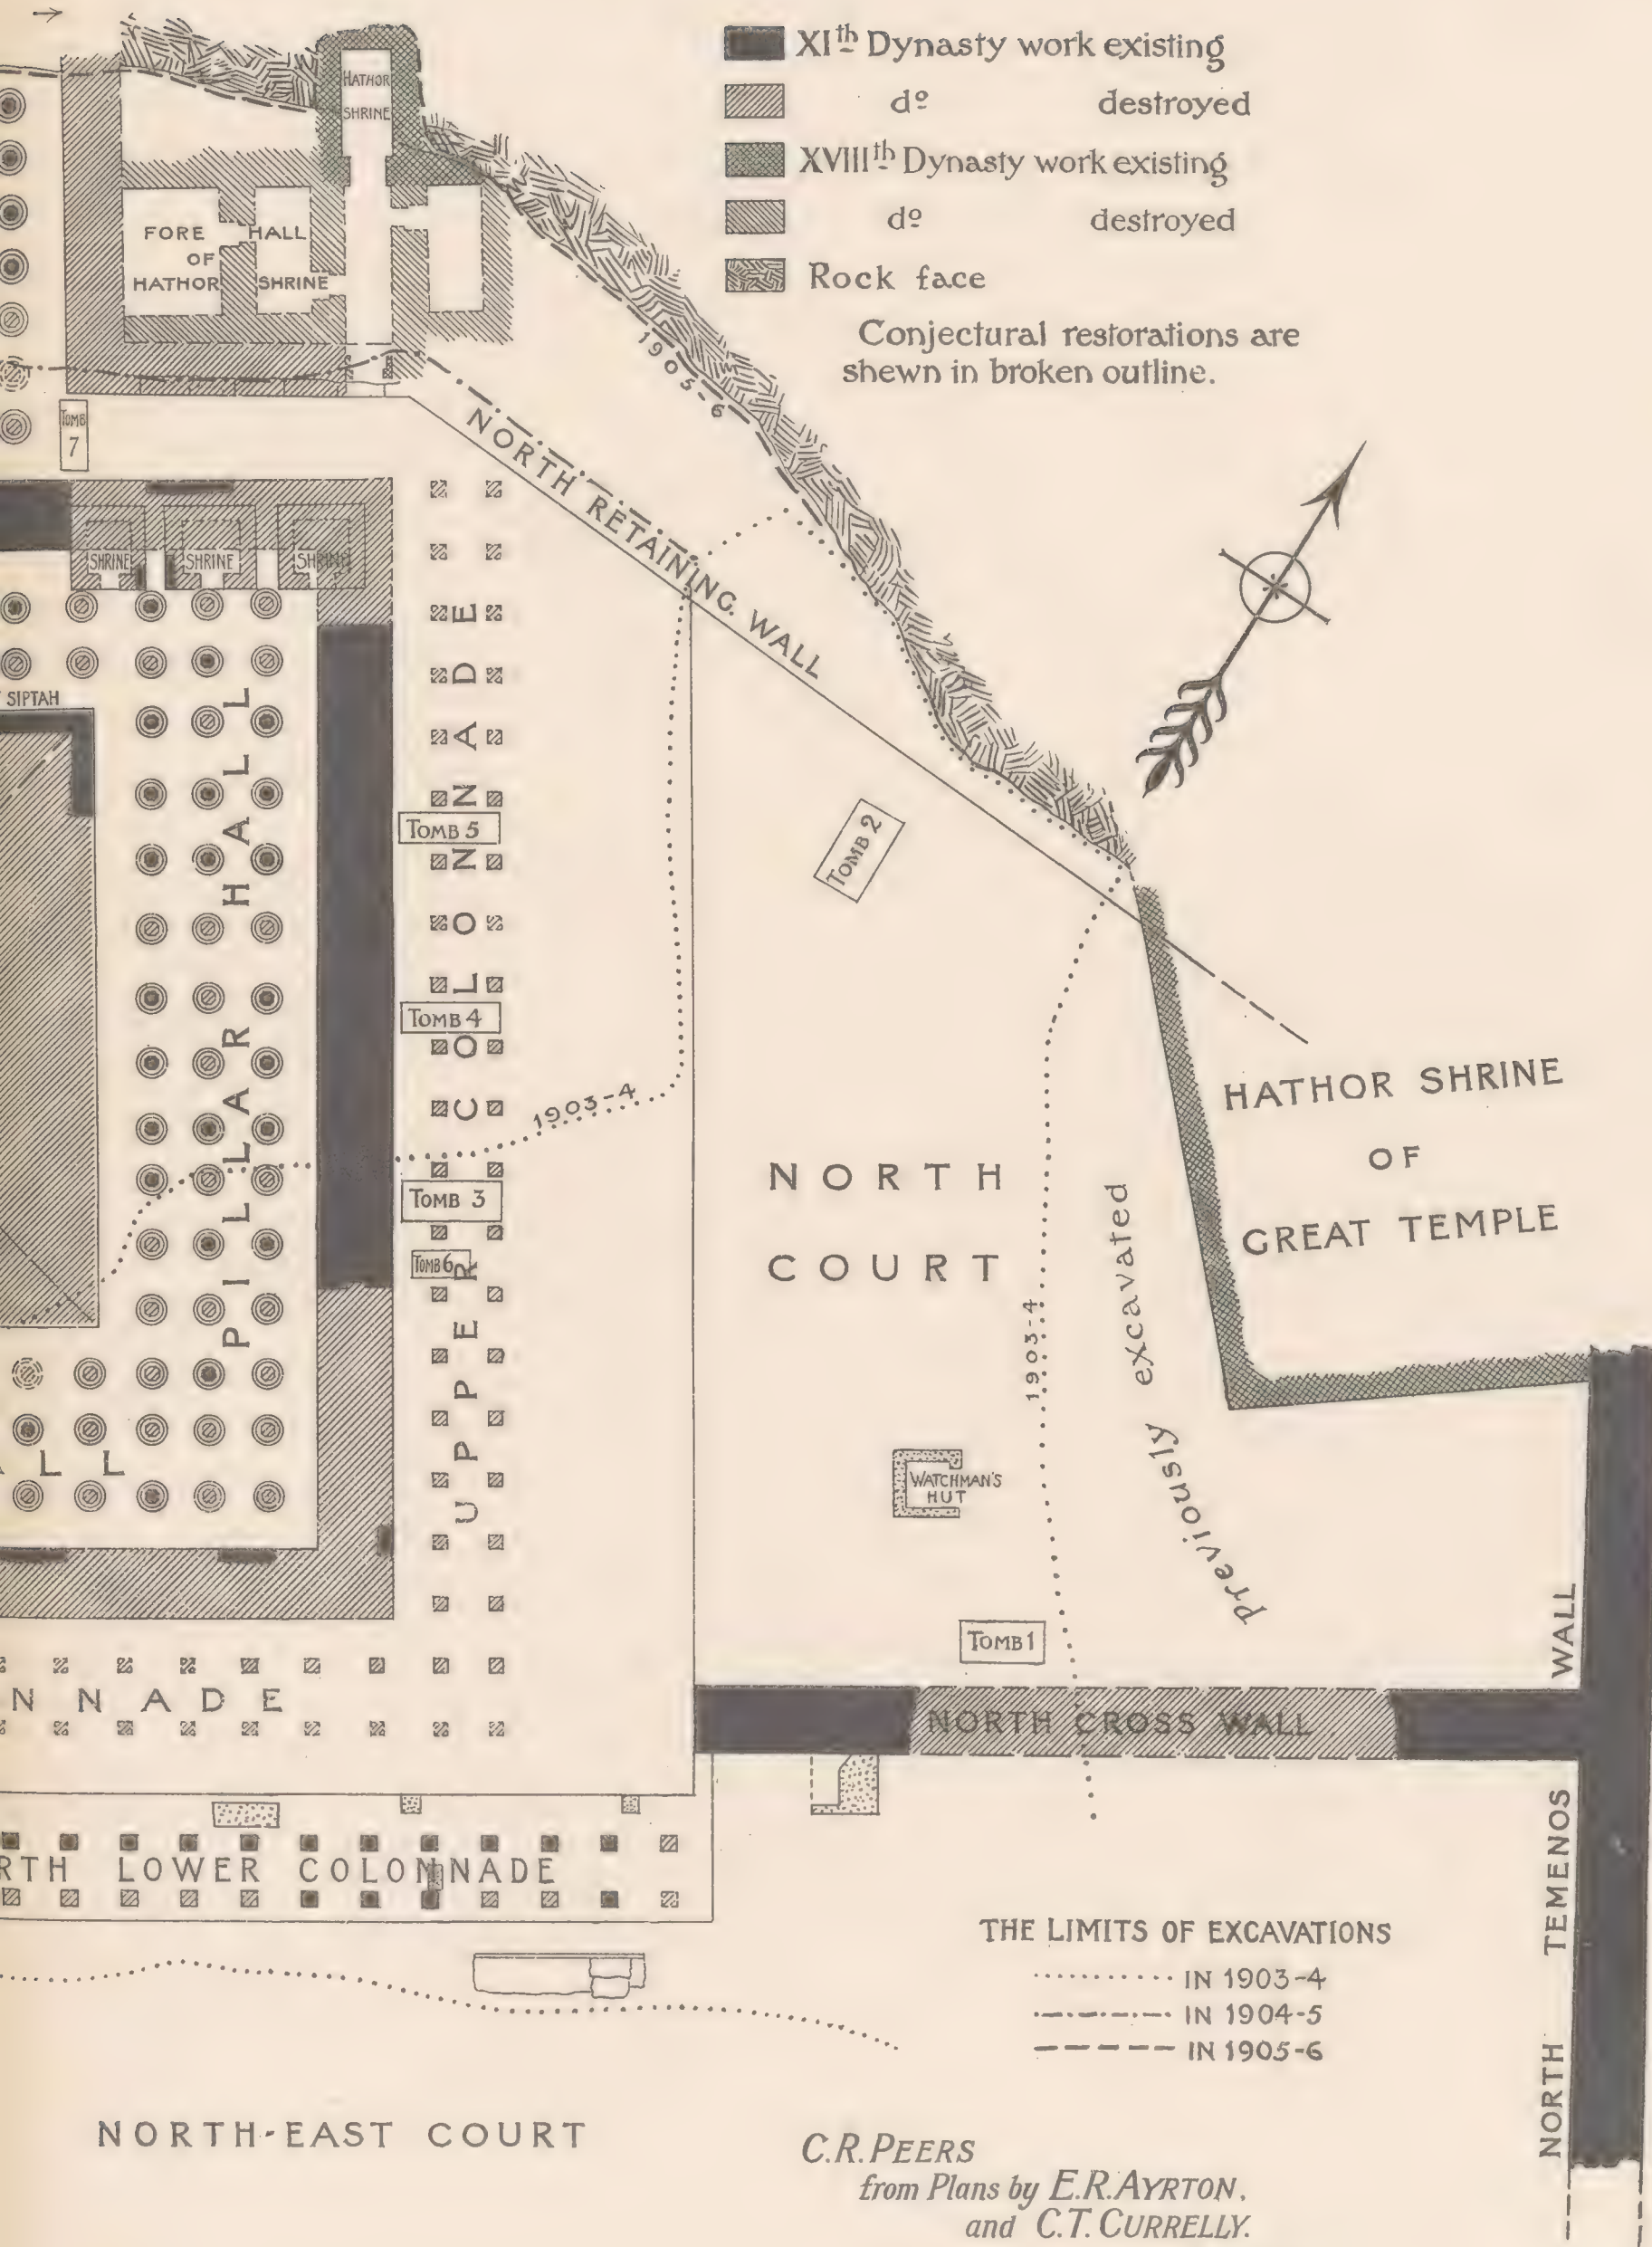 XIth Dynasty work existing
do destroyed
XVIIIth Dynasty work existing
do destroyed
Rock face
Conjectural restorations are
shewn in broken outline.
HATHOR
SHRINE
FORE HALL
OF
HATHOR SHRINE
TOMB
7
1905-6
NORTH RETAINING WALL
SHRINE
SHRINE
SHRINE
SIPTAH
PILLAR HALL
UPPER COLONNADE
TOMB 5
TOMB 4
TOMB 3
TOMB 6
TOMB 2
1903-4
NORTH
COURT
1903-4
Previously excavated
HATHOR SHRINE
OF
GREAT TEMPLE
WATCHMAN'S
HUT
TOMB 1
LL
NNADE
NORTH CROSS WALL
NORTH TEMENOS WALL
RTH LOWER COLONNADE
THE LIMITS OF EXCAVATIONS
IN 1903-4
IN 1904-5
IN 1905-6
NORTH-EAST COURT
C.R. PEERS
from Plans by E.R. AYRTON,
and C.T. CURRELLY.